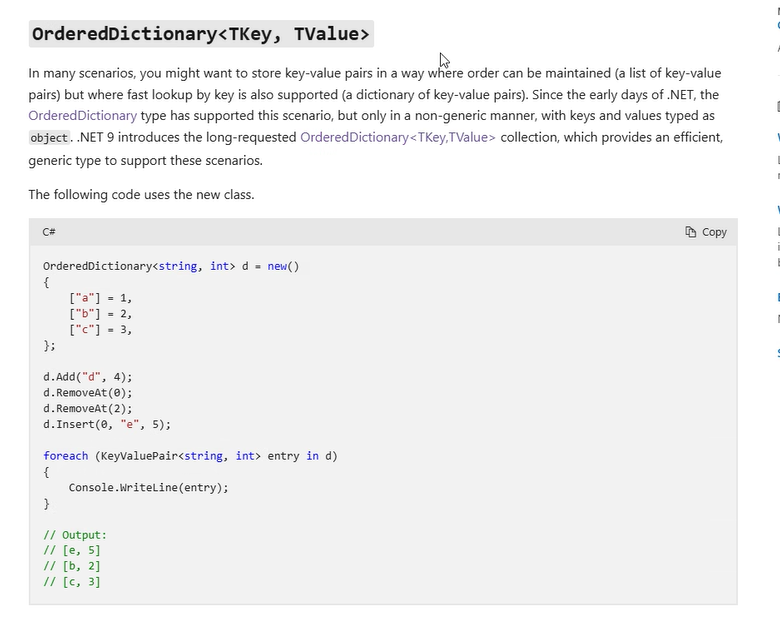 OrderedDictionary<TKey, TValue>
In many scenarios, you might want to store key-value pairs in a way where order can be maintained (a list of key-value
pairs) but where fast lookup by key is also supported (a dictionary of key-value pairs). Since the early days of .NET, the
OrderedDictionary type has supported this scenario, but only in a non-generic manner, with keys and values typed as
object. .NET 9 introduces the long-requested OrderedDictionary<TKey,TValue> collection, which provides an efficient,
generic type to support these scenarios.
The following code uses the new class.
C#
Copy
OrderedDictionary<string, int> d = new()
{
    ["a"] = 1,
    ["b"] = 2,
    ["c"] = 3,
};
d.Add("d", 4);
d.RemoveAt(0);
d.RemoveAt(2);
d.Insert(0, "e", 5);
foreach (KeyValuePair<string, int> entry in d)
{
    Console.WriteLine(entry);
}
// Output:
// [e, 5]
// [b, 2]
// [c, 3]